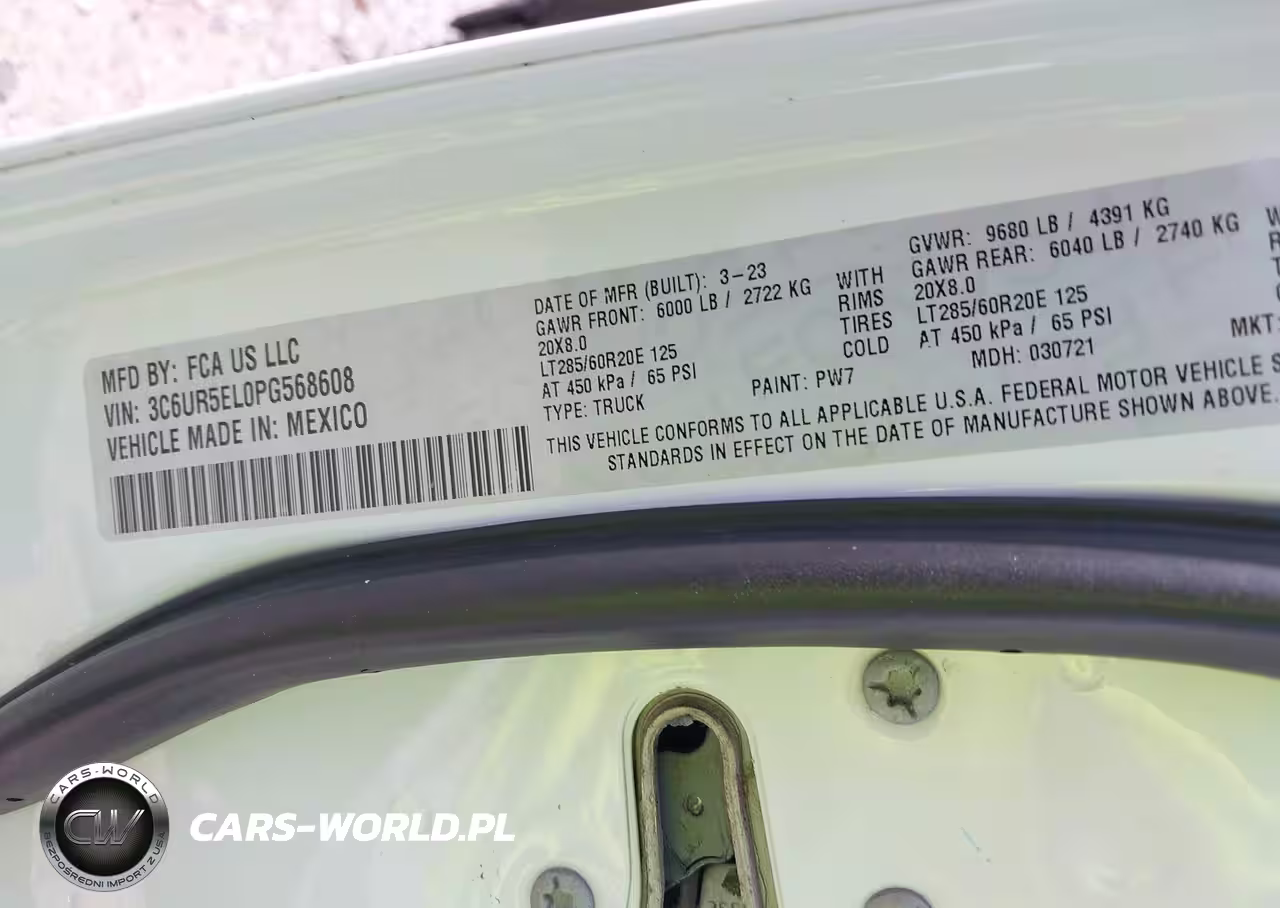 MFD BY: FCA US LLC
VIN: 3C6UR5EL0PG568608
VEHICLE MADE IN: MEXICO
DATE OF MFR (BUILT): 3-23
GAWR FRONT: 6000 LB / 2722 KG
20X8.0
LT285/60R20E 125
AT 450 kPa / 65 PSI
TYPE: TRUCK
PAINT: PW7
WITH
RIMS
TIRES
COLD
GVWR: 9680 LB / 4391 KG
GAWR REAR: 6040 LB / 2740 KG
20X8.0
LT285/60R20E 125
AT 450 kPa / 65 PSI
MDH: 030721
MKT:
THIS VEHICLE CONFORMS TO ALL APPLICABLE U.S.A. FEDERAL MOTOR VEHICLE S
STANDARDS IN EFFECT ON THE DATE OF MANUFACTURE SHOWN ABOVE.
CARS-WORLD
CW
BEZPOŚREDNI IMPORT Z USA
CARS-WORLD.PL